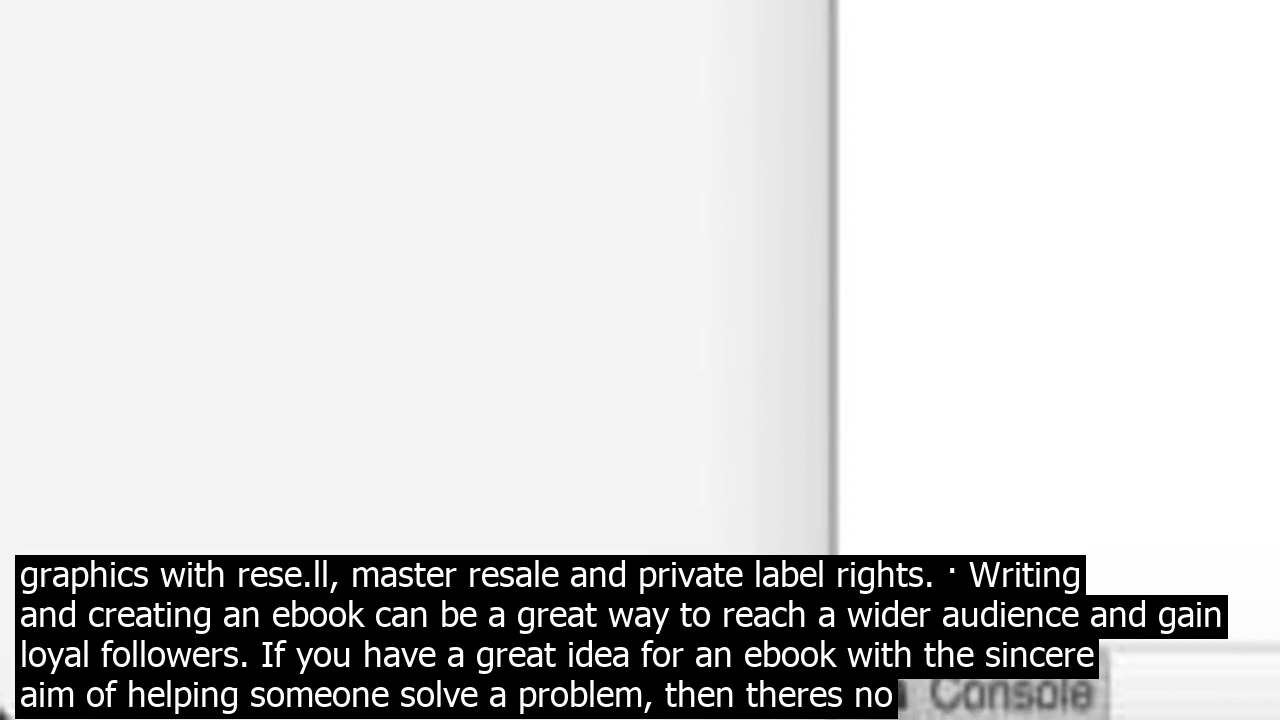 graphics with rese.ll, master resale and private label rights. · Writing
and creating an ebook can be a great way to reach a wider audience and gain
loyal followers. If you have a great idea for an ebook with the sincere
aim of helping someone solve a problem, then theres no
Console